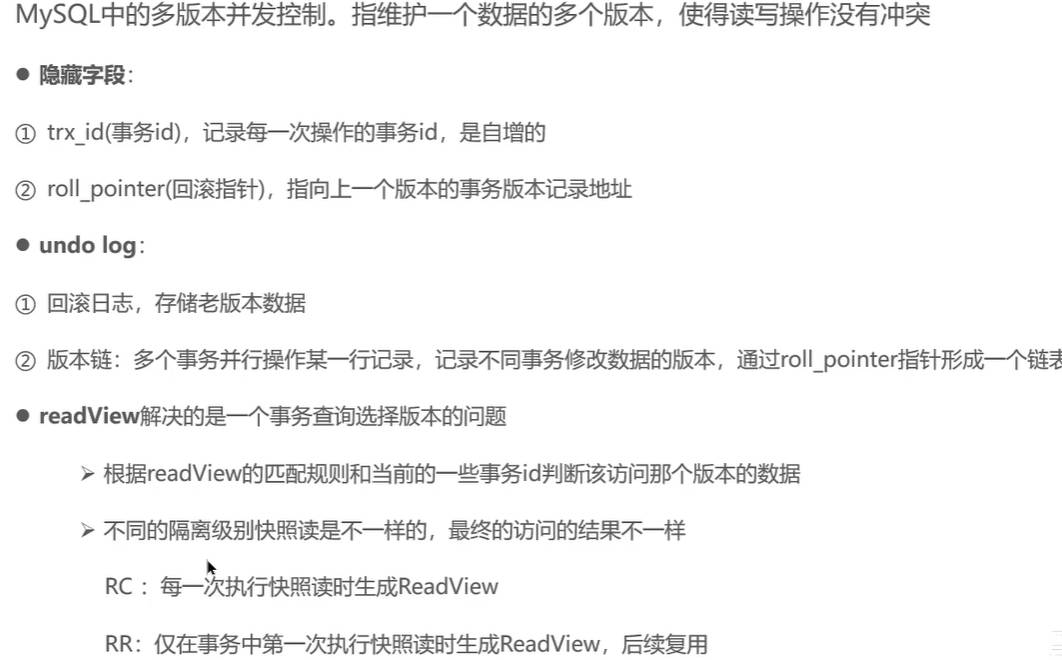 MySQL中的多版本并发控制。指维护一个数据的多个版本，使得读写操作没有冲突
● 隐藏字段：
① trx_id(事务id)，记录每一次操作的事务id，是自增的
② roll_pointer(回滚指针)，指向上一个版本的事务版本记录地址
● undo log：
① 回滚日志，存储老版本数据
② 版本链：多个事务并行操作某一行记录，记录不同事务修改数据的版本，通过roll_pointer指针形成一个链表
● readView解决的是一个事务查询选择版本的问题
➢ 根据readView的匹配规则和当前的一些事务id判断该访问那个版本的数据
➢ 不同的隔离级别快照读是不一样的，最终的访问的结果不一样
RC ：每一次执行快照读时生成ReadView
RR：仅在事务中第一次执行快照读时生成ReadView，后续复用